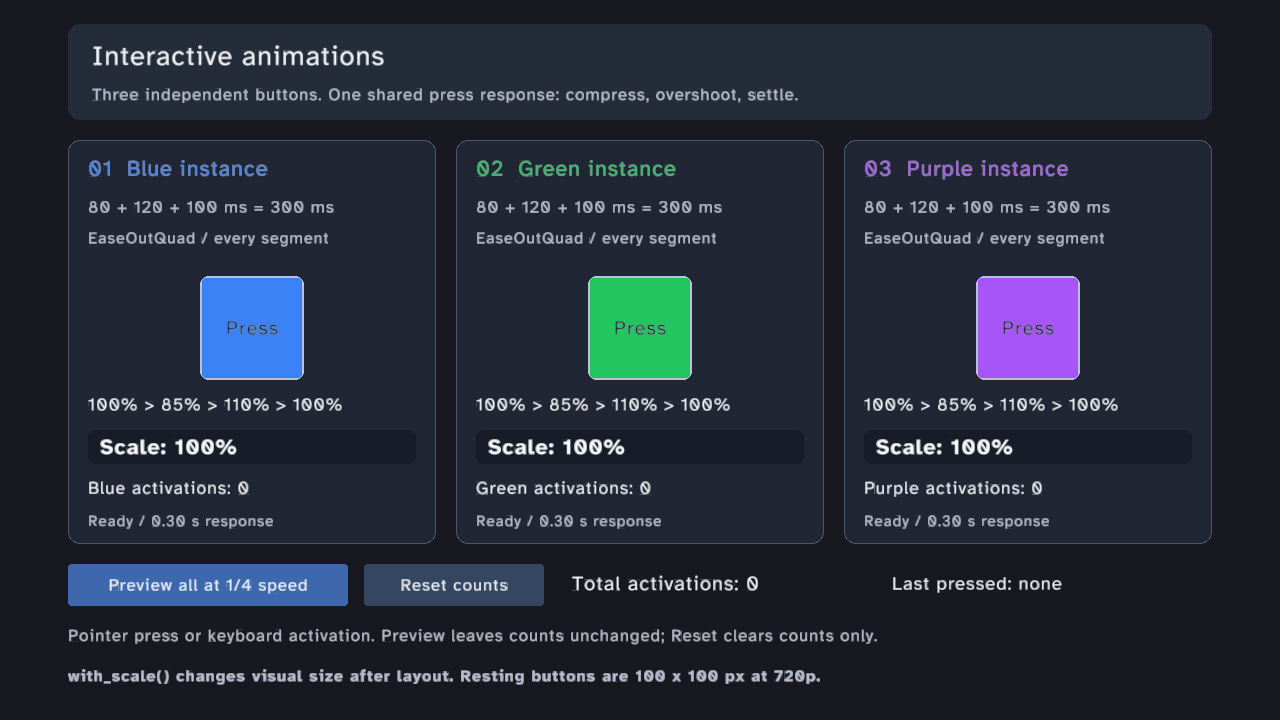 Interactive animations
Three independent buttons. One shared press response: compress, overshoot, settle.
01 Blue instance
80 + 120 + 100 ms = 300 ms
EaseOutQuad / every segment
Press
100% > 85% > 110% > 100%
Scale: 100%
Blue activations: 0
Ready / 0.30 s response
02 Green instance
80 + 120 + 100 ms = 300 ms
EaseOutQuad / every segment
Press
100% > 85% > 110% > 100%
Scale: 100%
Green activations: 0
Ready / 0.30 s response
03 Purple instance
80 + 120 + 100 ms = 300 ms
EaseOutQuad / every segment
Press
100% > 85% > 110% > 100%
Scale: 100%
Purple activations: 0
Ready / 0.30 s response
Preview all at 1/4 speed
Reset counts
Total activations: 0
Last pressed: none
Pointer press or keyboard activation. Preview leaves counts unchanged; Reset clears counts only.
with_scale() changes visual size after layout. Resting buttons are 100 x 100 px at 720p.